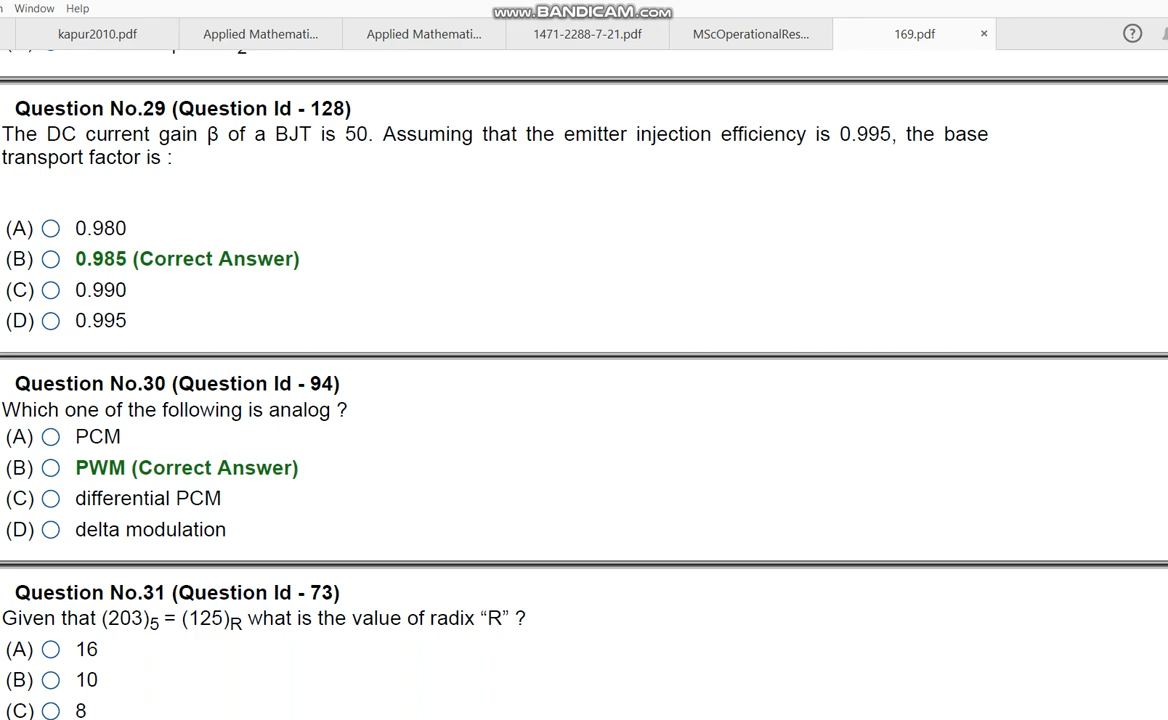 Window Help
www.BANDICAM.com
kapur2010.pdf Applied Mathemati... Applied Mathemati... 1471-2288-7-21.pdf MScOperationalRes... 169.pdf × ?
Question No.29 (Question Id - 128)
The DC current gain β of a BJT is 50. Assuming that the emitter injection efficiency is 0.995, the base
transport factor is :
(A) 0.980
(B) 0.985 (Correct Answer)
(C) 0.990
(D) 0.995
Question No.30 (Question Id - 94)
Which one of the following is analog ?
(A) PCM
(B) PWM (Correct Answer)
(C) differential PCM
(D) delta modulation
Question No.31 (Question Id - 73)
Given that (203)5 = (125)R what is the value of radix “R” ?
(A) 16
(B) 10
(C) 8